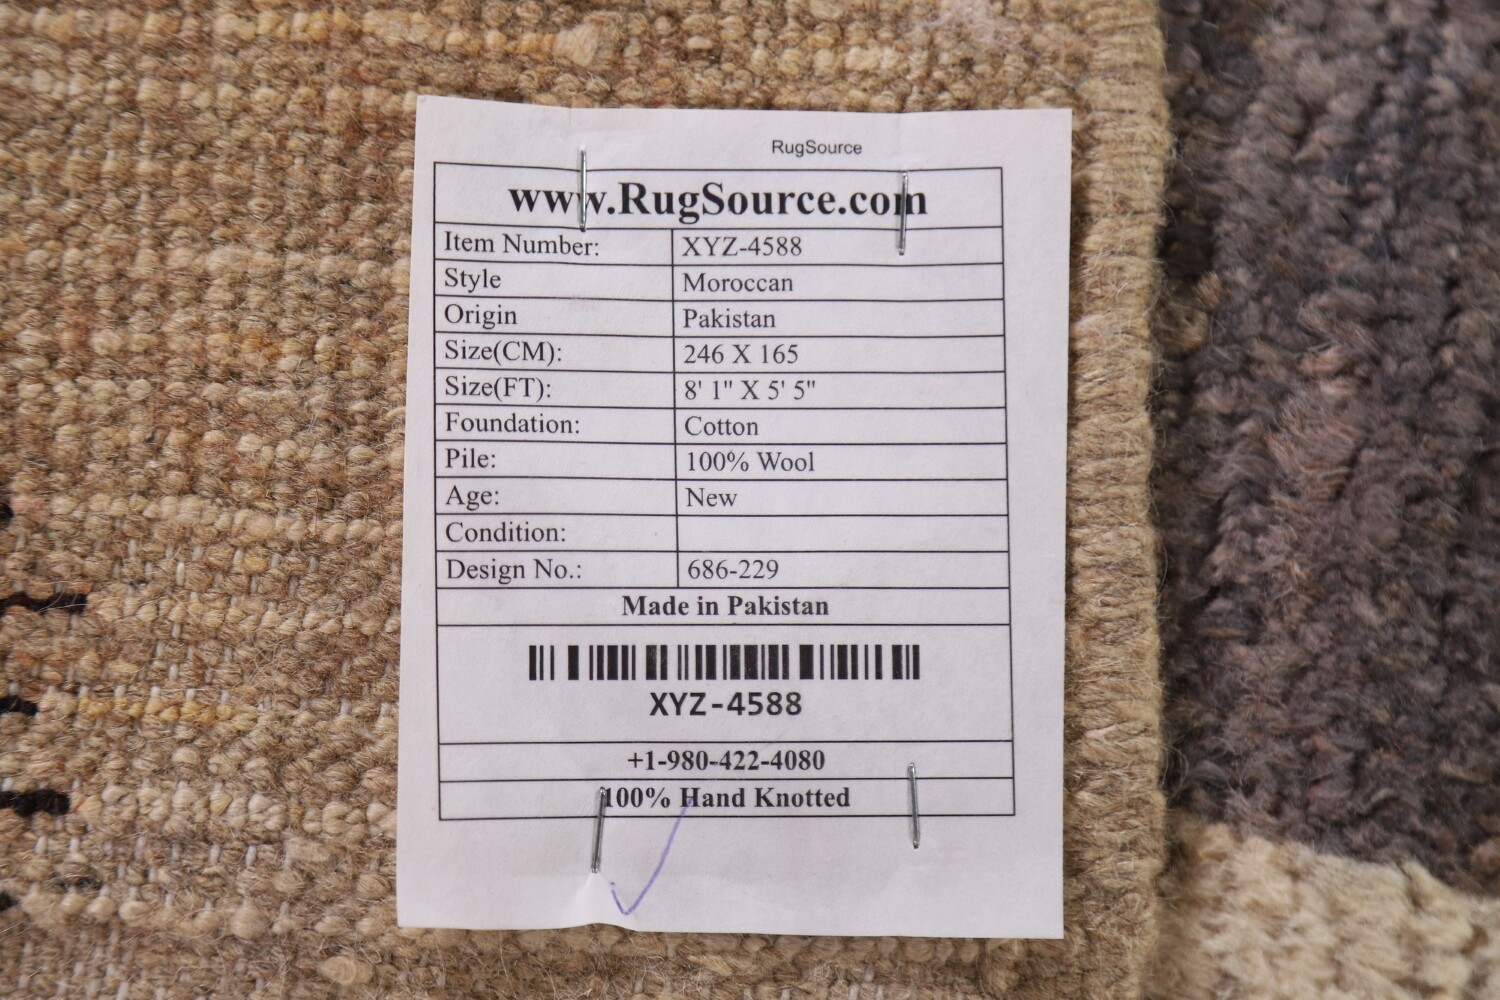 RugSource
www.RugSource.com
Item Number: XYZ-4588
Style Moroccan
Origin Pakistan
Size(CM): 246 X 165
Size(FT): 8' 1" X 5' 5"
Foundation: Cotton
Pile: 100% Wool
Age: New
Condition:
Design No.: 686-229
Made in Pakistan
XYZ-4588
+1-980-422-4080
100% Hand Knotted